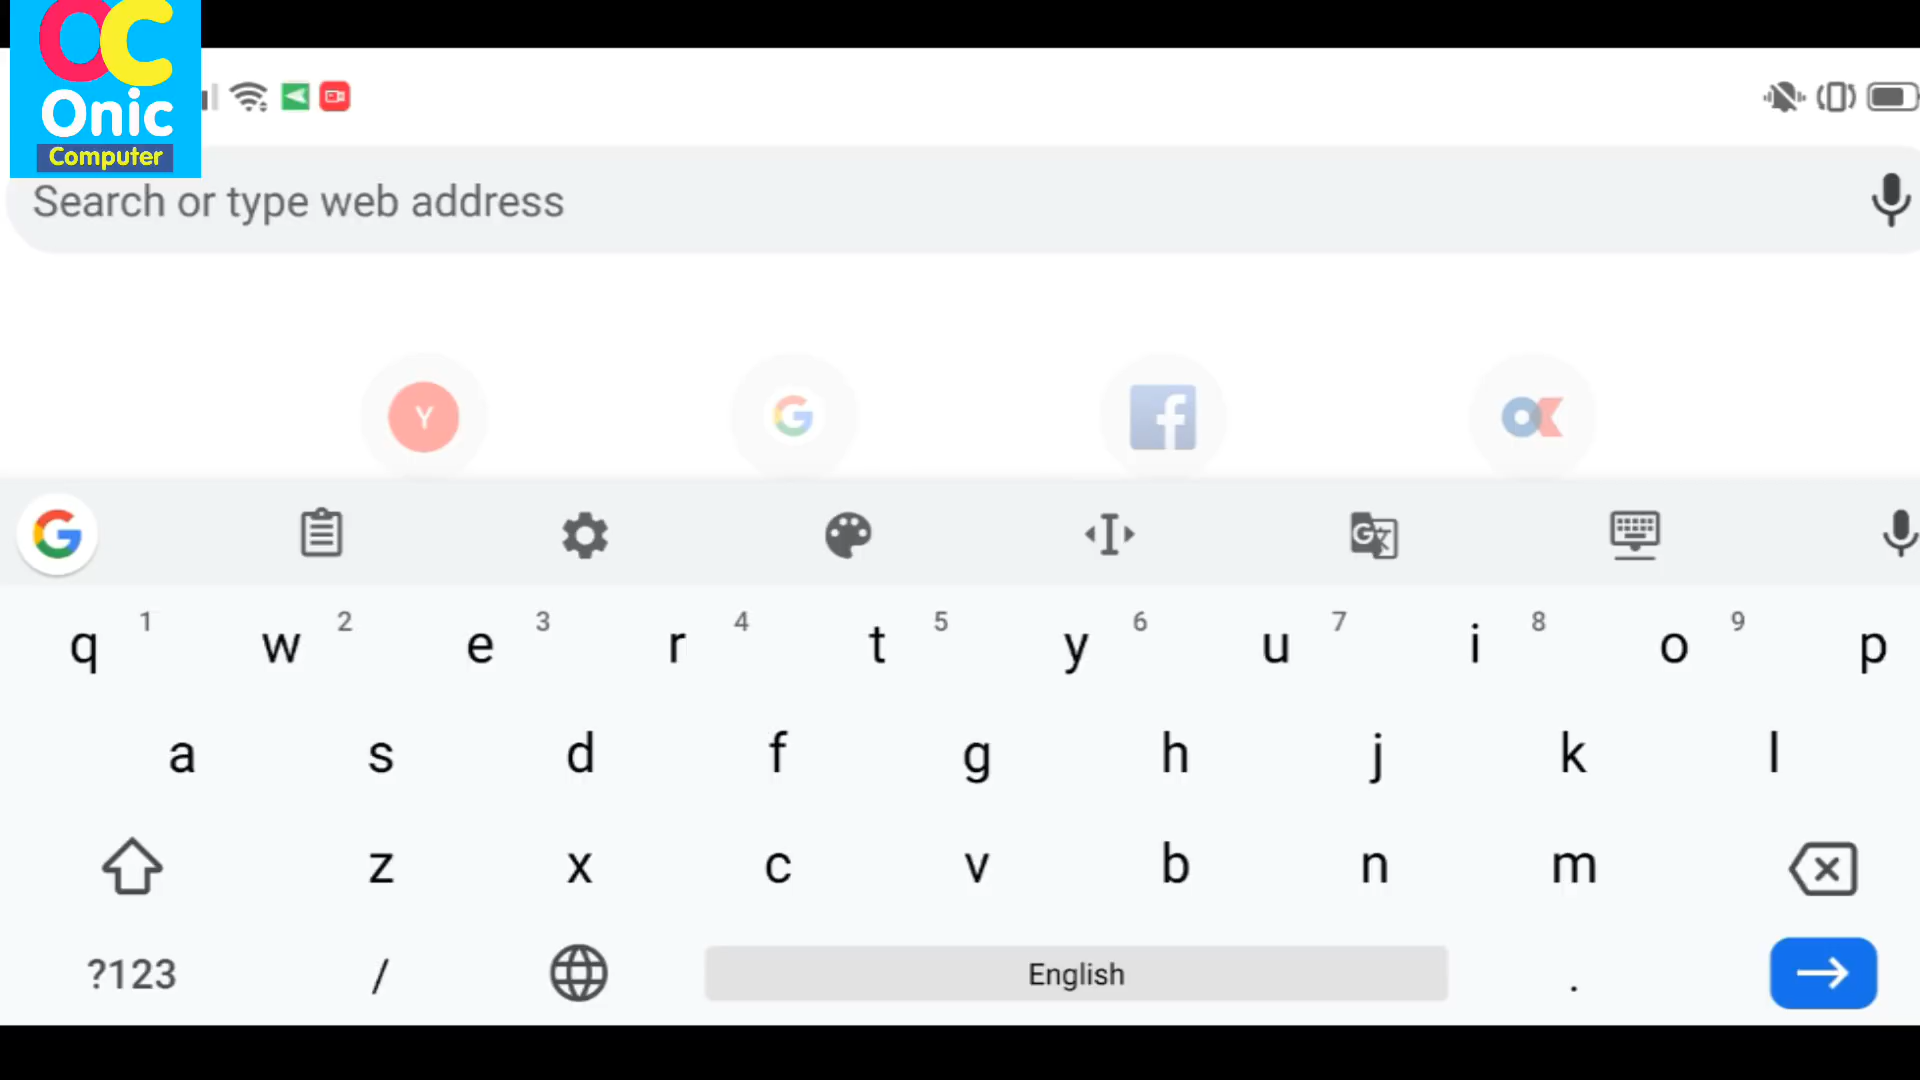 OC
Onic
Computer
Search or type web address
Y
G
f
G
G
q 1 w 2 e 3 r 4 t 5 y 6 u 7 i 8 o 9 p
a s d f g h j k l
z x c v b n m
?123 / English .